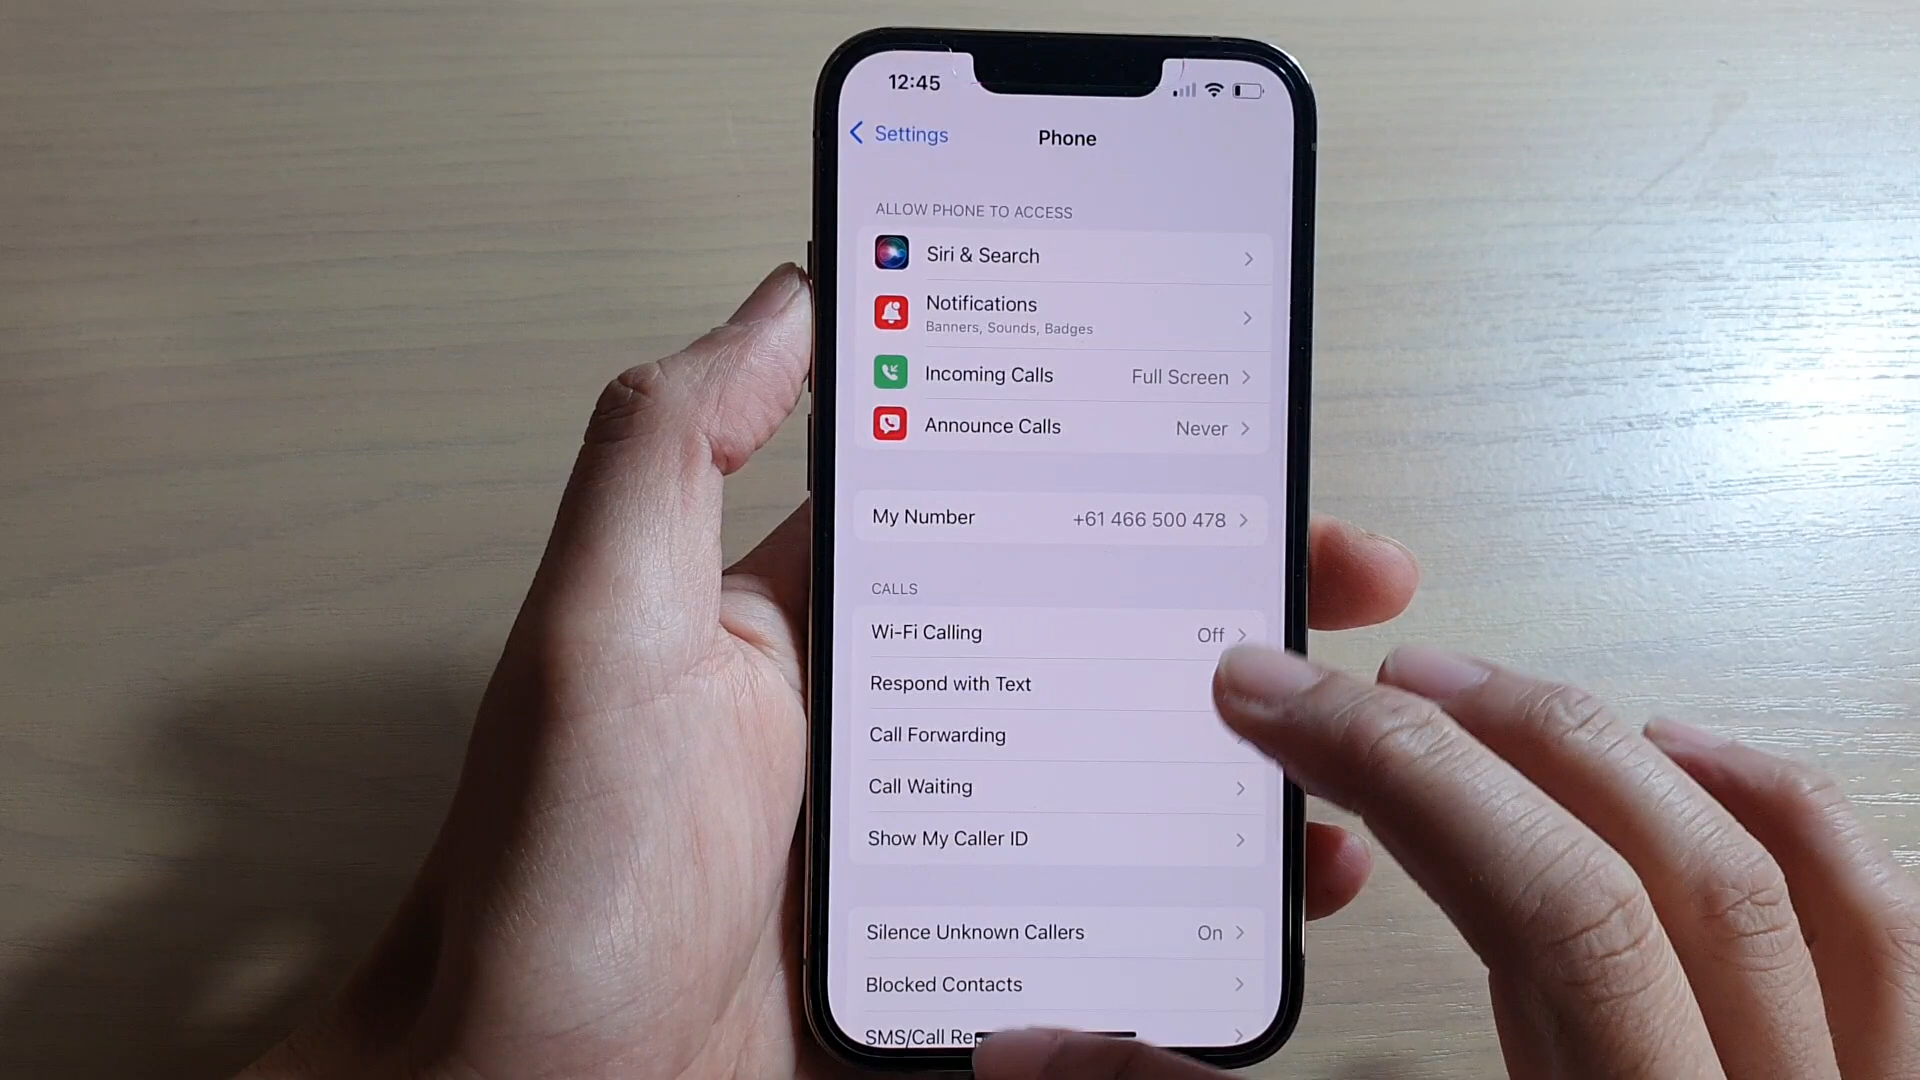 12:45
Settings
Phone
ALLOW PHONE TO ACCESS
Siri & Search
Notifications
Banners, Sounds, Badges
Incoming Calls Full Screen
Announce Calls Never
My Number +61 466 500 478
CALLS
Wi-Fi Calling Off
Respond with Text
Call Forwarding
Call Waiting
Show My Caller ID
Silence Unknown Callers On
Blocked Contacts
SMS/Call